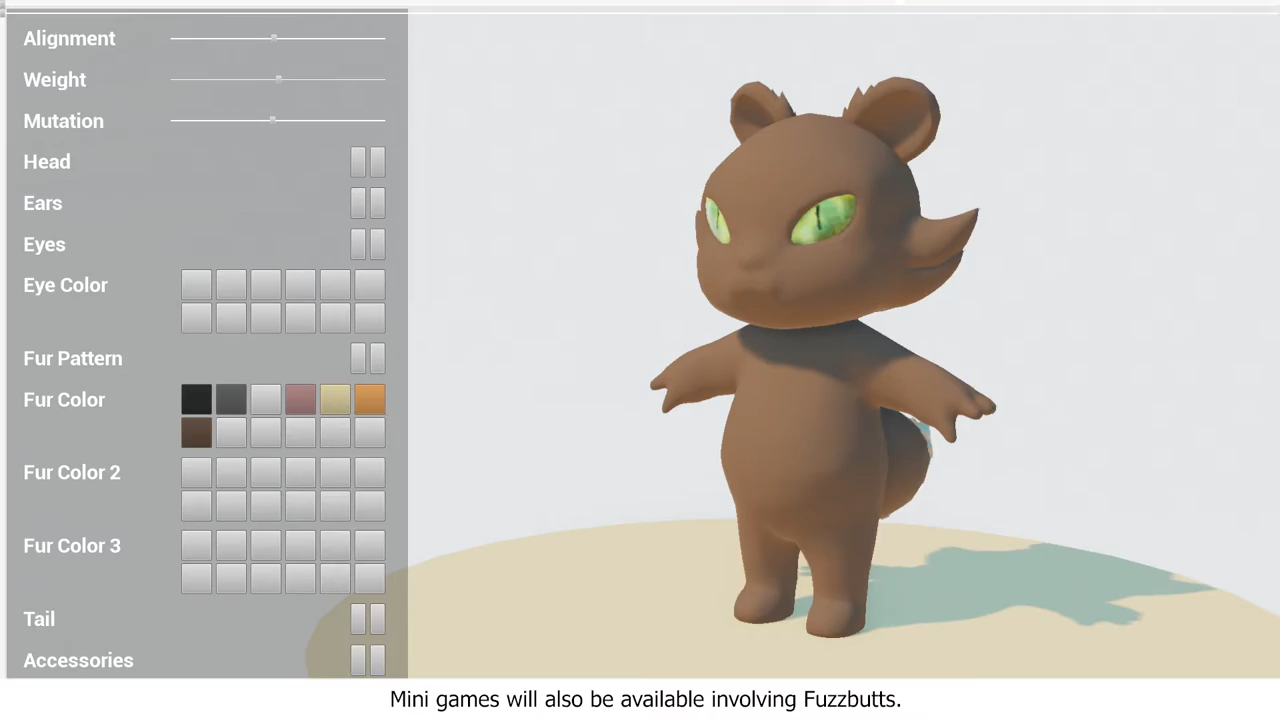 Alignment
Weight
Mutation
Head
Ears
Eyes
Eye Color
Fur Pattern
Fur Color
Fur Color 2
Fur Color 3
Tail
Accessories
Mini games will also be available involving Fuzzbutts.